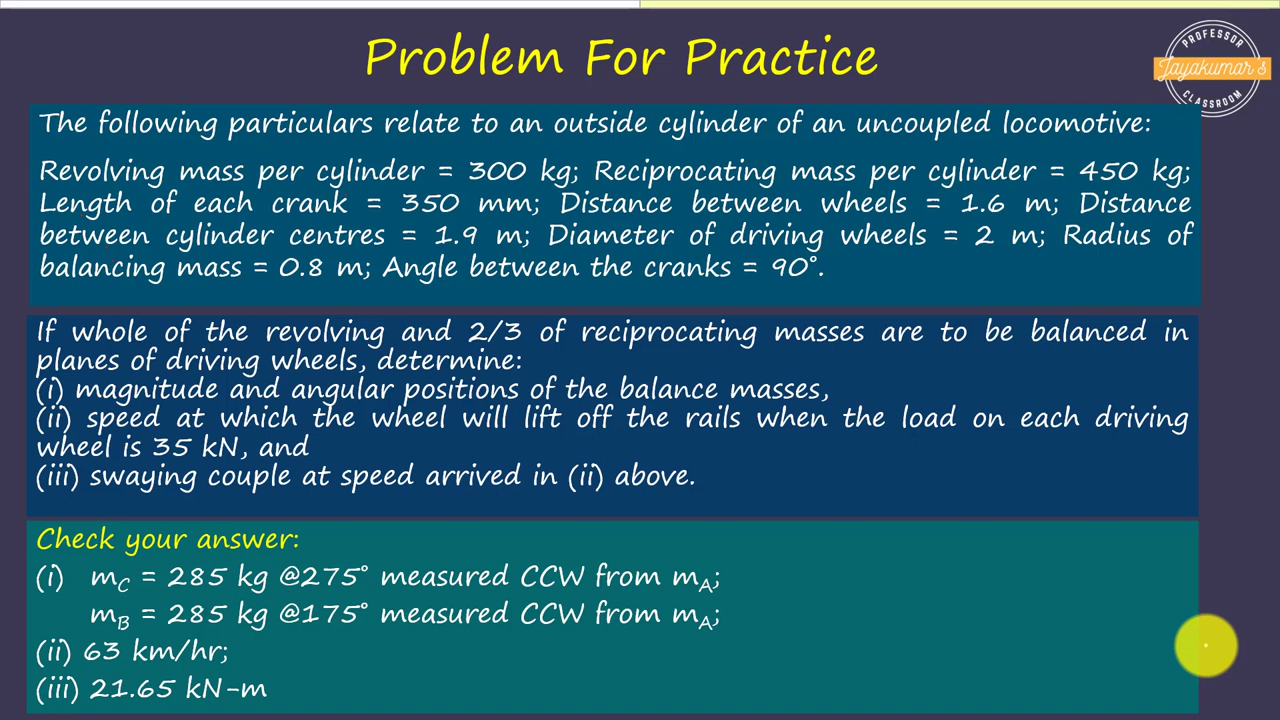 Problem For Practice
PROFESSOR
Jayakumar's
CLASSROOM
The following particulars relate to an outside cylinder of an uncoupled locomotive:
Revolving mass per cylinder = 300 kg; Reciprocating mass per cylinder = 450 kg;
Length of each crank = 350 mm; Distance between wheels = 1.6 m; Distance
between cylinder centres = 1.9 m; Diameter of driving wheels = 2 m; Radius of
balancing mass = 0.8 m; Angle between the cranks = 90°.
If whole of the revolving and 2/3 of reciprocating masses are to be balanced in
planes of driving wheels, determine:
(i) magnitude and angular positions of the balance masses,
(ii) speed at which the wheel will lift off the rails when the load on each driving
wheel is 35 kN, and
(iii) swaying couple at speed arrived in (ii) above.
Check your answer:
(i) m_C = 285 kg @275° measured CCW from m_A;
m_B = 285 kg @175° measured CCW from m_A;
(ii) 63 km/hr;
(iii) 21.65 kN-m